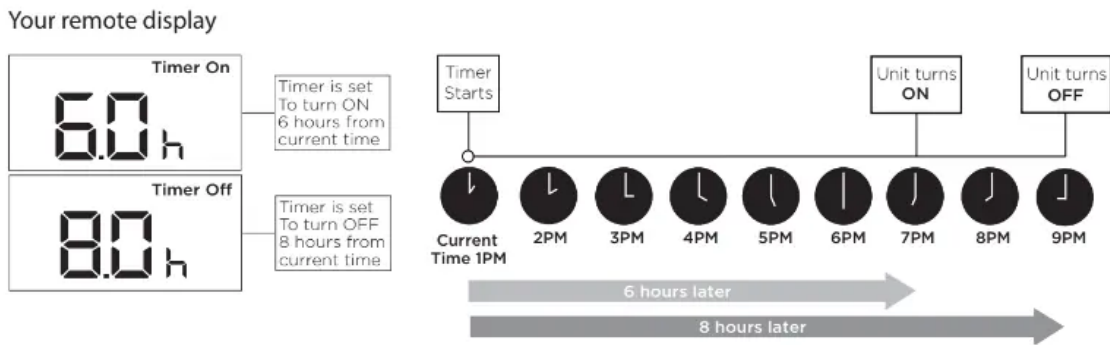 Your remote display
Timer On
6.0 h
Timer is set
To turn ON
6 hours from
current time
Timer Off
8.0 h
Timer is set
To turn OFF
8 hours from
current time
Timer
Starts
Unit turns
ON
Unit turns
OFF
Current
Time 1PM
2PM
3PM
4PM
5PM
6PM
7PM
8PM
9PM
6 hours later
8 hours later